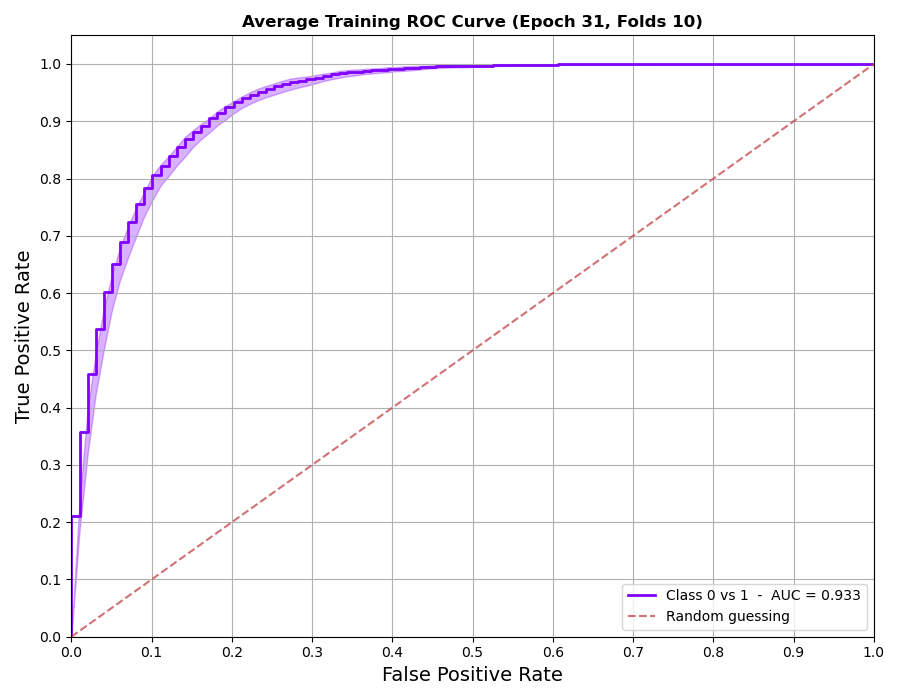 Average Training ROC Curve (Epoch 31, Folds 10)
True Positive Rate
1.0
0.9
0.8
0.7
0.6
0.5
0.4
0.3
0.2
0.1
0.0
Class 0 vs 1 - AUC = 0.933
Random guessing
0.0 0.1 0.2 0.3 0.4 0.5 0.6 0.7 0.8 0.9 1.0
False Positive Rate